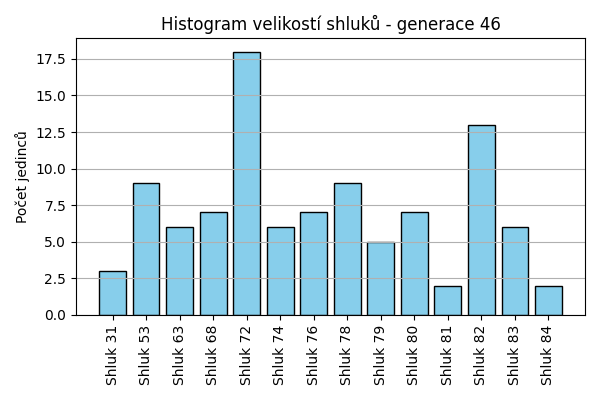 Histogram velikostí shluků - generace 46
Počet jedinců
17.5
15.0
12.5
10.0
7.5
5.0
2.5
0.0
Shluk 31
Shluk 53
Shluk 63
Shluk 68
Shluk 72
Shluk 74
Shluk 76
Shluk 78
Shluk 79
Shluk 80
Shluk 81
Shluk 82
Shluk 83
Shluk 84